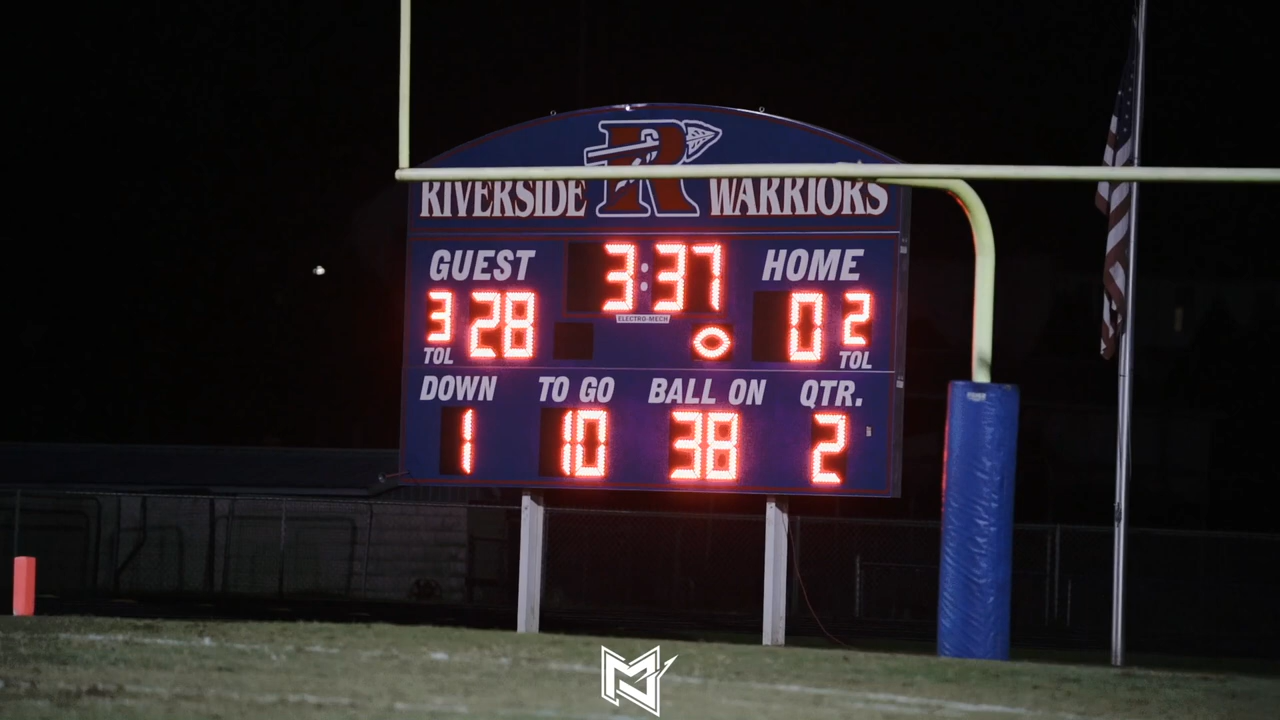 R
RIVERSIDE WARRIORS
GUEST 3:37 HOME
3 28 ELECTRO-MECH 0 2
TOL TOL
DOWN TO GO BALL ON QTR.
1 10 38 2
M